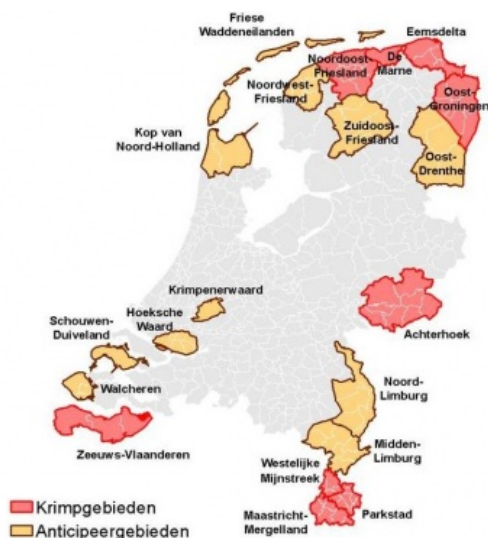 Friese
Waddeneilanden
Eemsdelta
Noordoost-
Friesland
De
Marne
Noordwest-
Friesland
Oost-
Groningen
Kop van
Noord-Holland
Zuidoost-
Friesland
Oost-
Drenthe
Krimpenerwaard
Hoeksche
Waard
Schouwen-
Duiveland
Achterhoek
Walcheren
Noord-
Limburg
Zeeuws-Vlaanderen
Midden-
Limburg
Westelijke
Mijnstreek
Maastricht-
Mergelland
Parkstad
Krimpgebieden
Anticipeergebieden